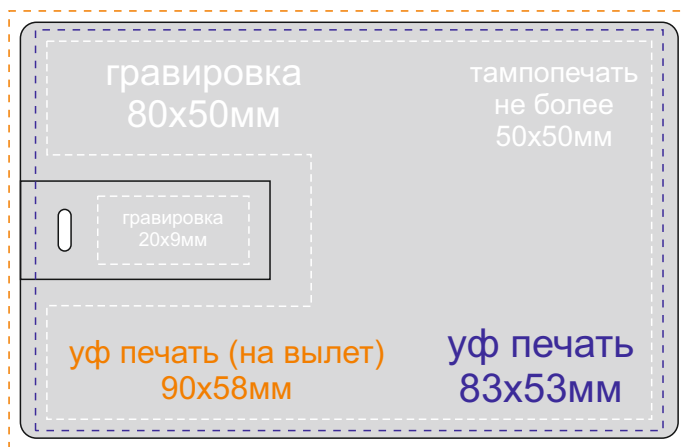 гравировка
80х50мм
тампопечать
не более
50х50мм
гравировка
20х9мм
уф печать (на вылет)
90х58мм
уф печать
83х53мм